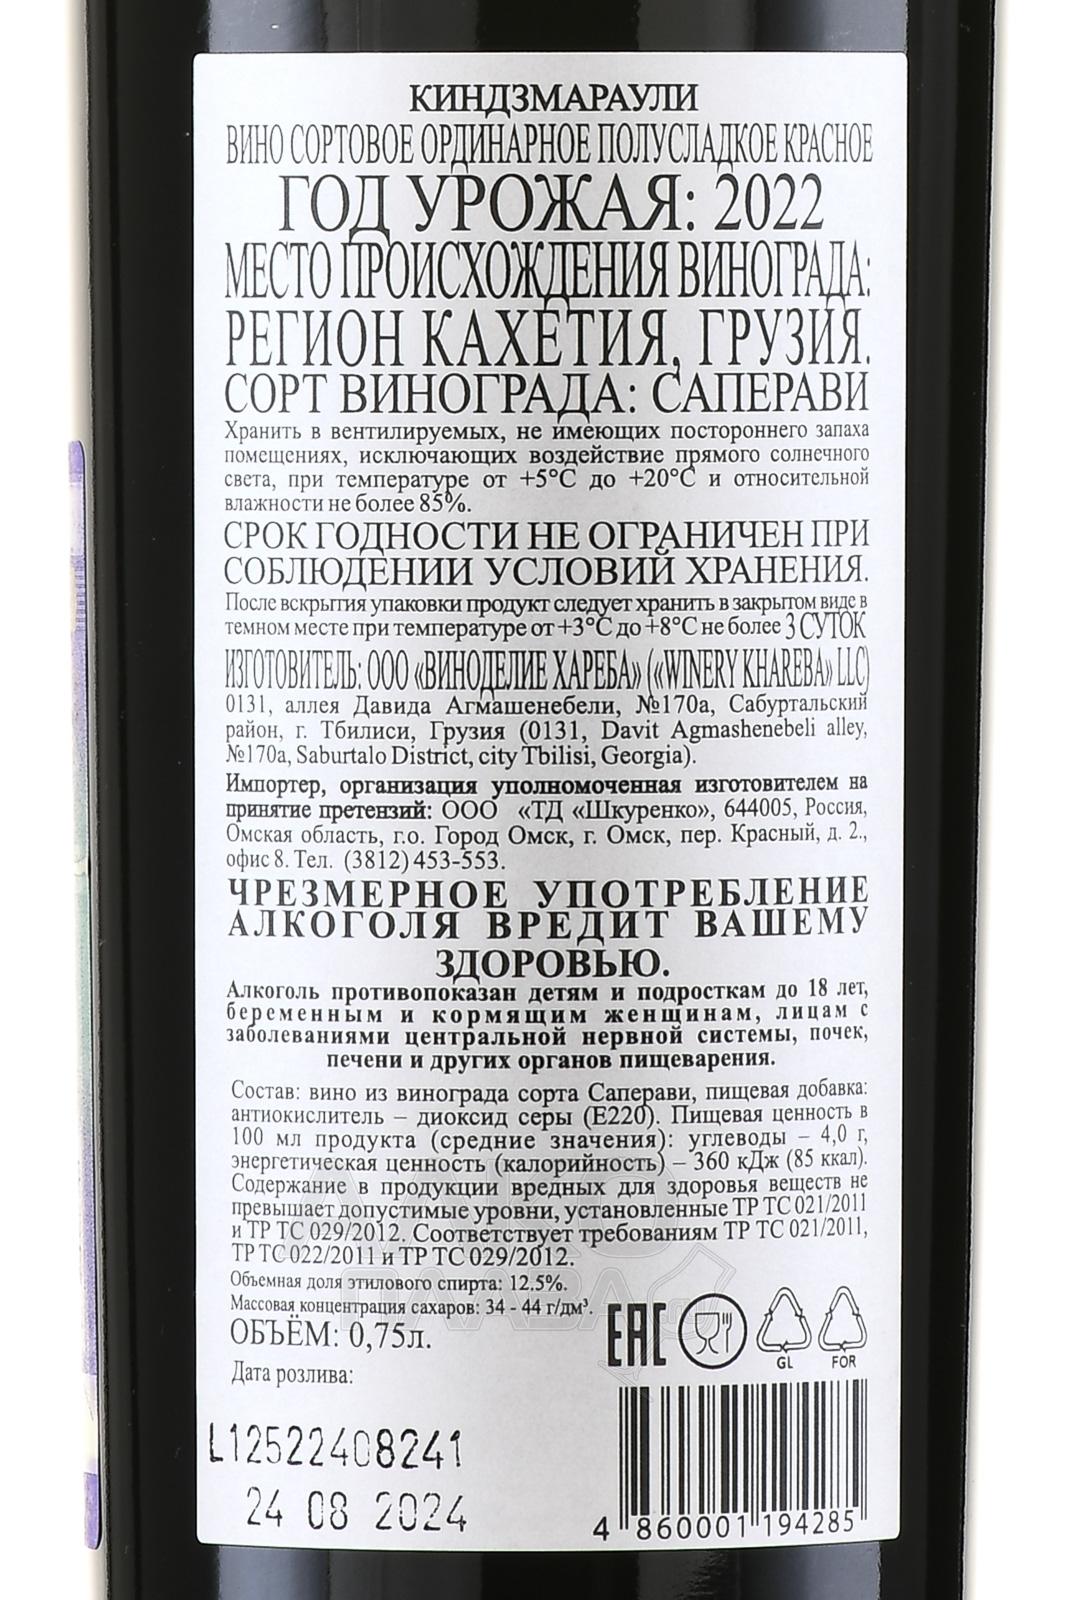 КИНДЗМАРАУЛИ
ВИНО СОРТОВОЕ ОРДИНАРНОЕ ПОЛУСЛАДКОЕ КРАСНОЕ
ГОД УРОЖАЯ: 2022
МЕСТО ПРОИСХОЖДЕНИЯ ВИНОГРАДА:
РЕГИОН КАХЕТИЯ, ГРУЗИЯ.
СОРТ ВИНОГРАДА: САПЕРАВИ
Хранить в вентилируемых, не имеющих постороннего запаха
помещениях, исключающих воздействие прямого солнечного
света, при температуре от +5°С до +20°С и относительной
влажности не более 85%.
СРОК ГОДНОСТИ НЕ ОГРАНИЧЕН ПРИ
СОБЛЮДЕНИИ УСЛОВИЙ ХРАНЕНИЯ.
После вскрытия упаковки продукт следует хранить в закрытом виде в
темном месте при температуре от +3°С до +8°С не более 3 СУТОК
ИЗГОТОВИТЕЛЬ: ООО «ВИНОДЕЛИЕ ХАРЕБА» («WINERY KHAREBA» LLC)
0131, аллея Давида Агмашенебели, №170а, Сабуртальский
район, г. Тбилиси, Грузия (0131, Davit Agmashenebeli alley,
№170a, Saburtalo District, city Tbilisi, Georgia).
Импортер, организация уполномоченная изготовителем на
принятие претензий: ООО «ТД «Шкуренко», 644005, Россия,
Омская область, г.о. Город Омск, г. Омск, пер. Красный, д. 2.,
офис 8. Тел. (3812) 453-553.
ЧРЕЗМЕРНОЕ УПОТРЕБЛЕНИЕ
АЛКОГОЛЯ ВРЕДИТ ВАШЕМУ
ЗДОРОВЬЮ.
Алкоголь противопоказан детям и подросткам до 18 лет,
беременным и кормящим женщинам, лицам с
заболеваниями центральной нервной системы, почек,
печени и других органов пищеварения.
Состав: вино из винограда сорта Саперави, пищевая добавка:
антиокислитель – диоксид серы (Е220). Пищевая ценность в
100 мл продукта (средние значения): углеводы – 4,0 г,
энергетическая ценность (калорийность) – 360 кДж (85 ккал).
Содержание в продукции вредных для здоровья веществ не
превышает допустимые уровни, установленные ТР ТС 021/2011
и ТР ТС 029/2012. Соответствует требованиям ТР ТС 021/2011,
ТР ТС 022/2011 и ТР ТС 029/2012.
Объемная доля этилового спирта: 12.5%.
Массовая концентрация сахаров: 34 - 44 г/дм³.
ОБЪЁМ: 0,75л.
EAC
GL FOR
Дата розлива:
L12522408241
24 08 2024
4 860001 194285